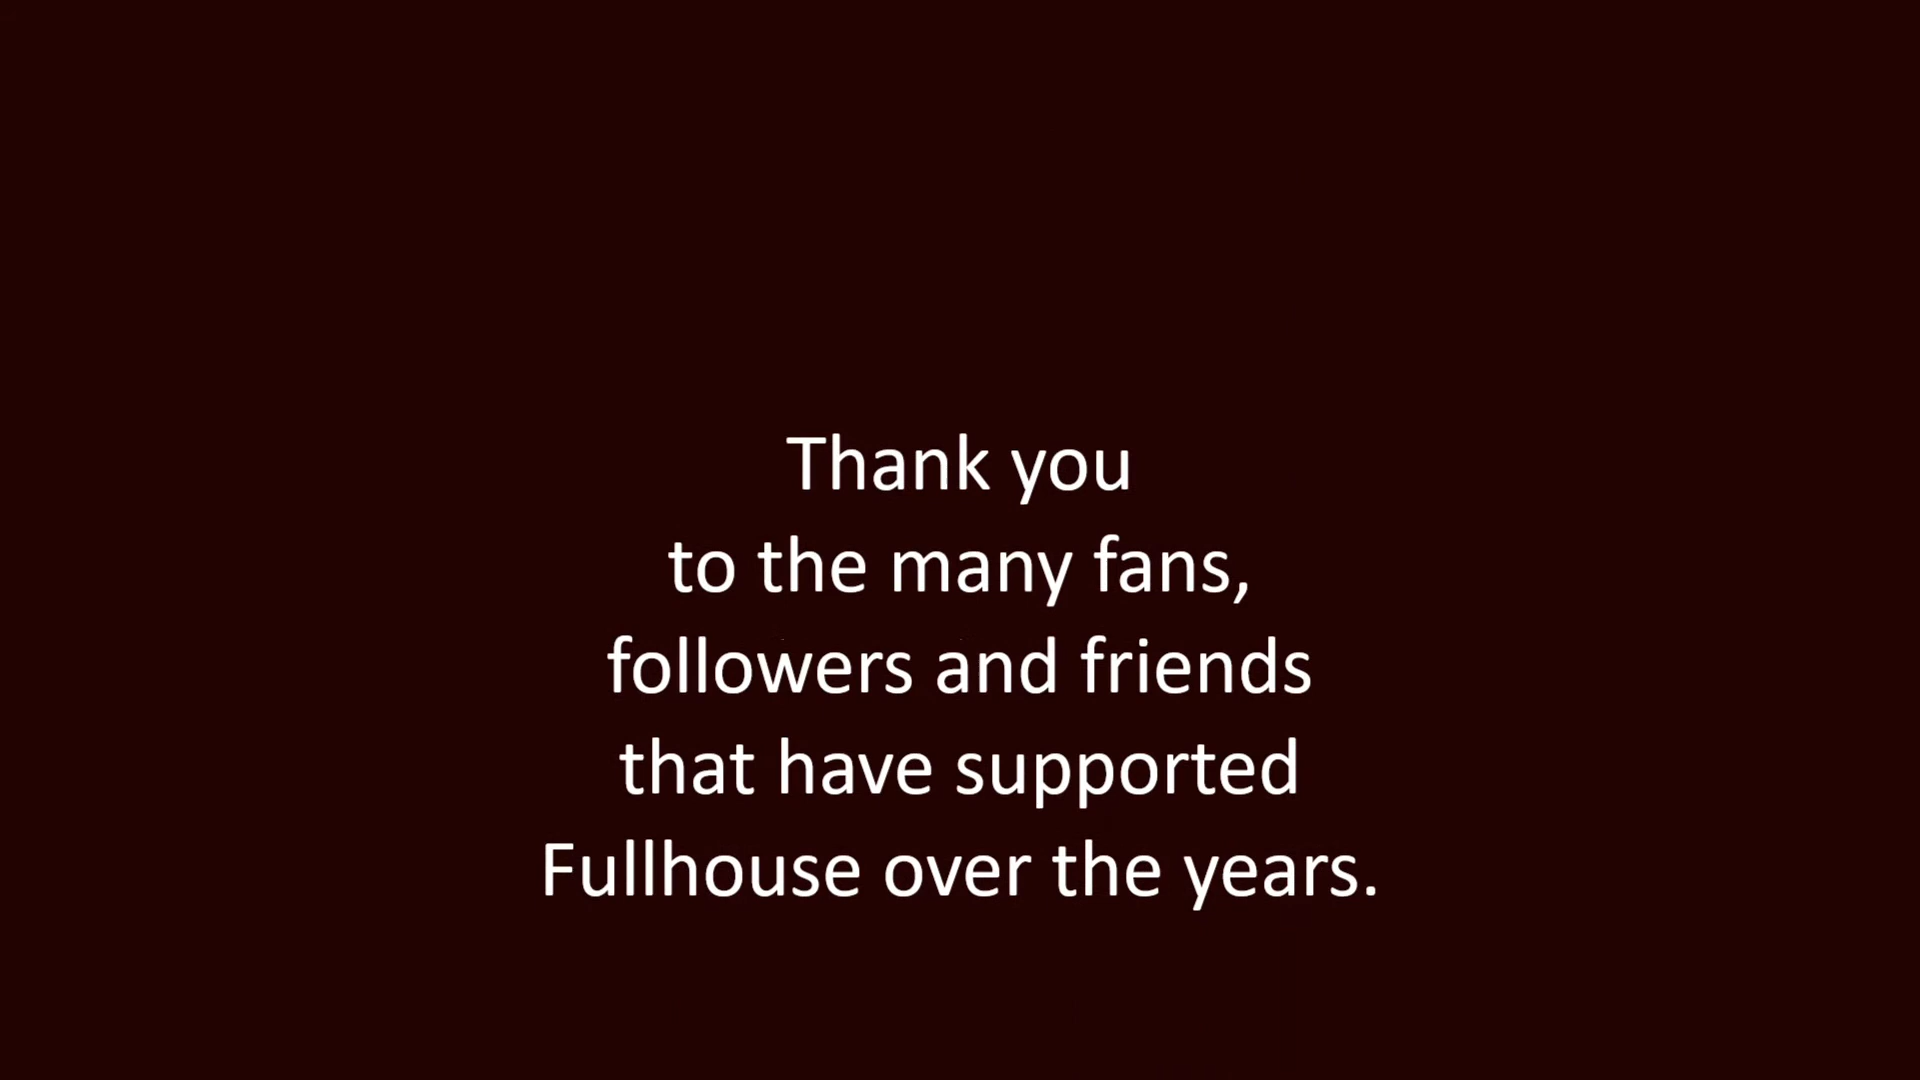 Thank you
to the many fans,
followers and friends
that have supported
Fullhouse over the years.